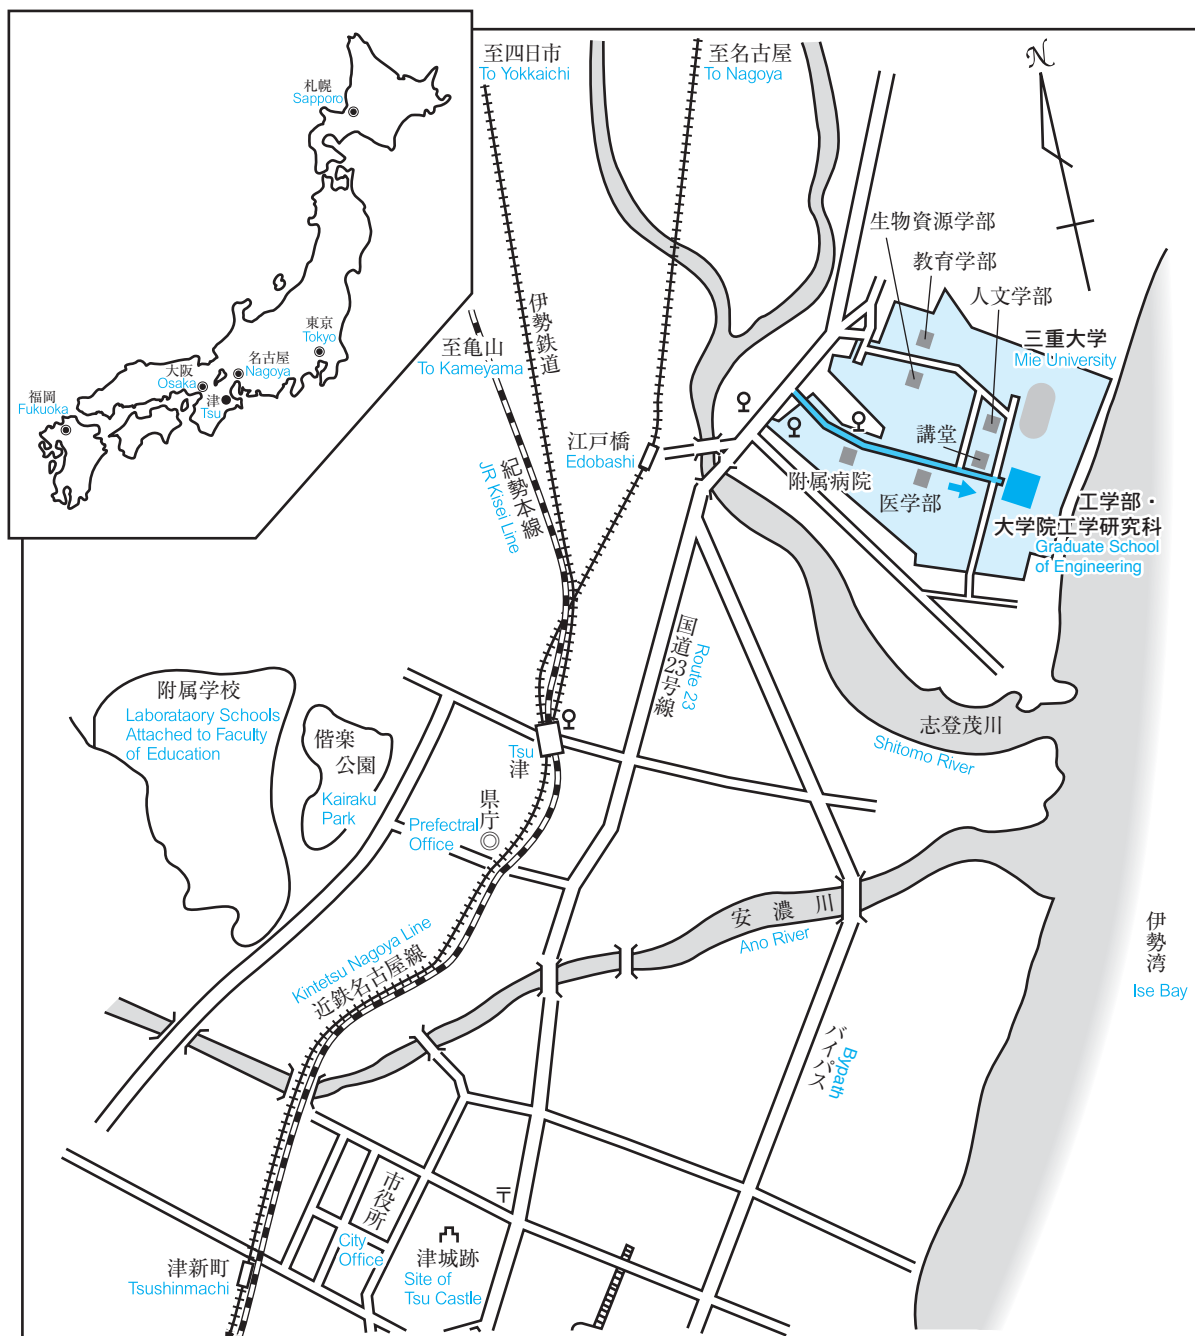 札幌
Sapporo
東京
Tokyo
名古屋
Nagoya
大阪
Osaka
津
Tsu
福岡
Fukuoka
至四日市
To Yokkaichi
至名古屋
To Nagoya
N
生物資源学部
教育学部
人文学部
三重大学
Mie University
伊勢鉄道
至亀山
To Kameyama
江戸橋
Edobashi
紀勢本線
JR Kisei Line
講堂
附属病院
医学部
工学部・
大学院工学研究科
Graduate School
of Engineering
国道23号線
Route 23
附属学校
Laborataory Schools
Attached to Faculty
of Education
偕楽
公園
Kairaku
Park
Tsu
津
志登茂川
Shitomo River
県庁
Prefectral
Office
安濃川
Ano River
伊勢湾
Ise Bay
Kintetsu Nagoya Line
近鉄名古屋線
バイパス
Bypath
市役所
City
Office
〒
津城跡
Site of
Tsu Castle
津新町
Tsushinmachi